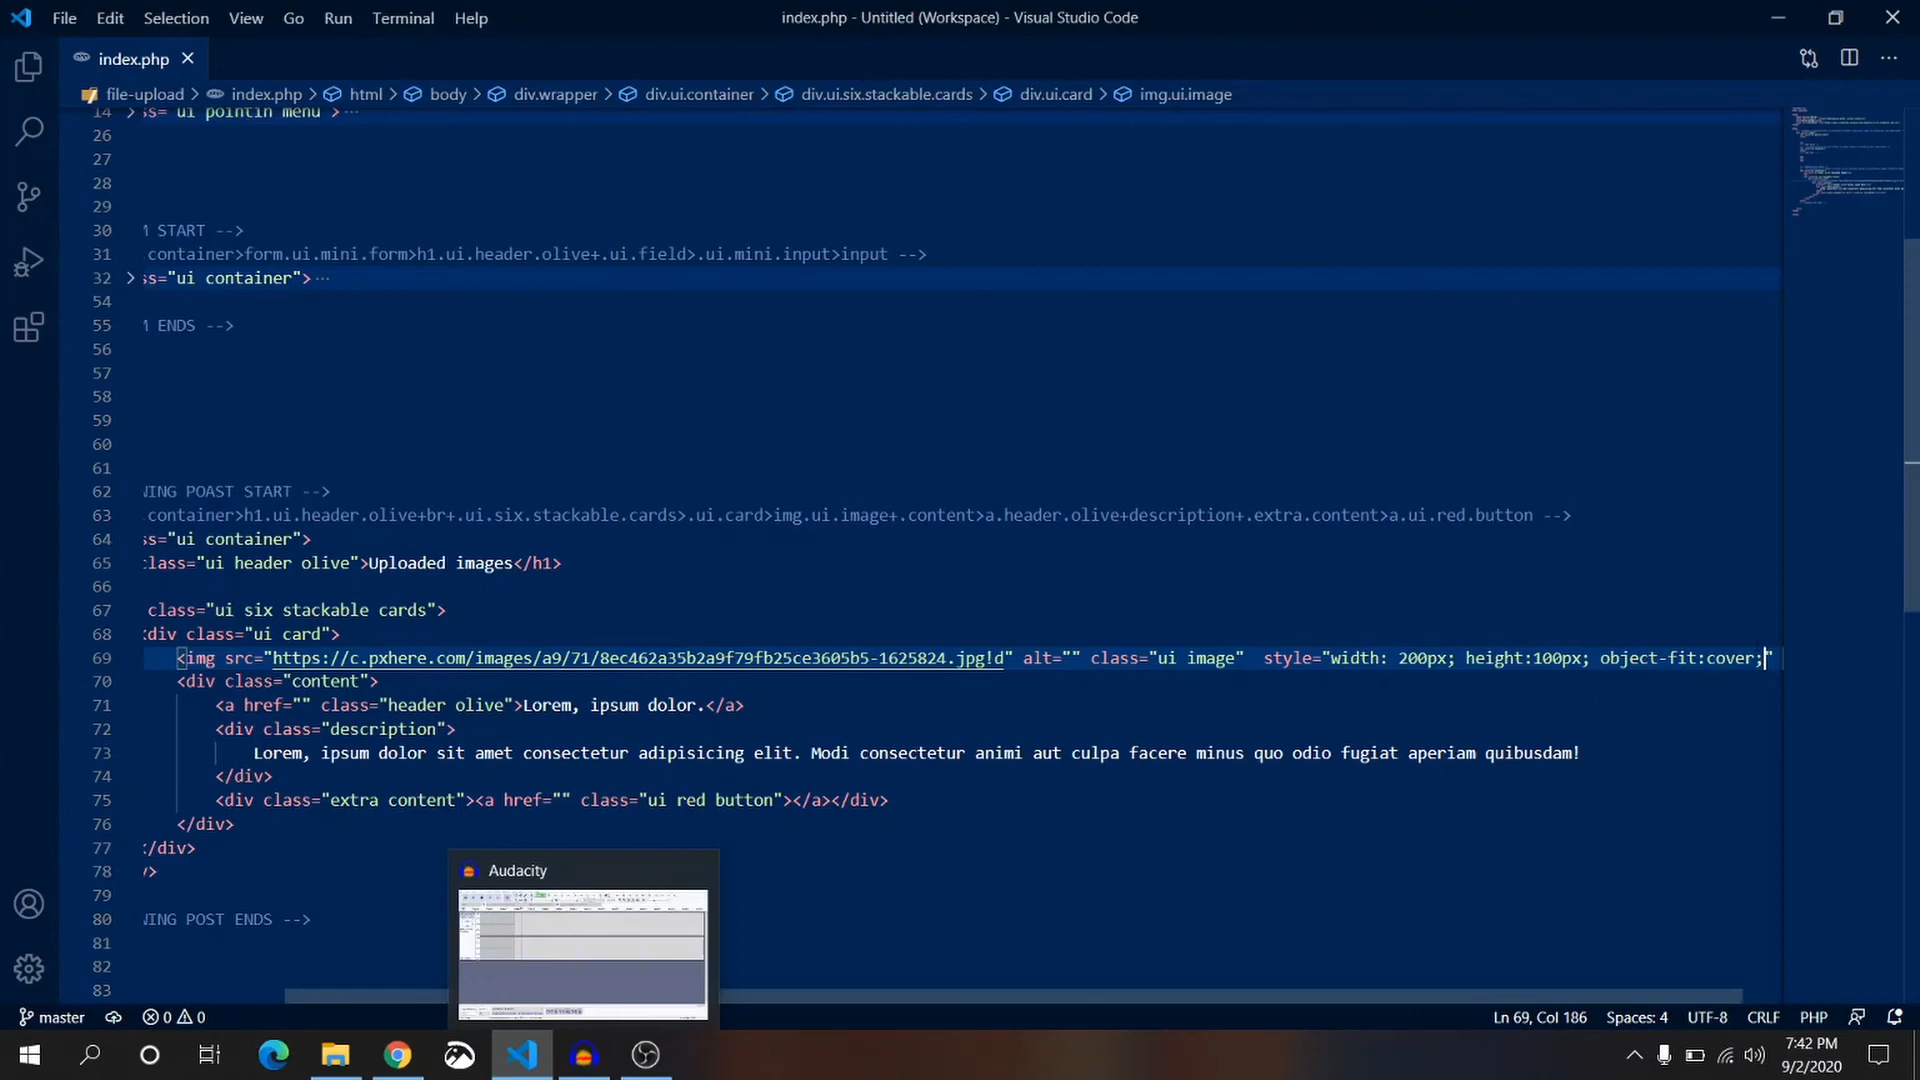 File Edit Selection View Go Run Terminal Help
index.php - Untitled (Workspace) - Visual Studio Code
index.php
file-upload > index.php > html > body > div.wrapper > div.ui.container > div.ui.six.stackable.cards > div.ui.card > img.ui.image
14 ss="ui pointin menu"> ...
26
27
28
29
30 M START -->
31 container>form.ui.mini.form>h1.ui.header.olive+.ui.field>.ui.mini.input>input -->
32 ss="ui container"> ...
54
55 M ENDS -->
56
57
58
59
60
61
62 WING POAST START -->
63 container>h1.ui.header.olive+br+.ui.six.stackable.cards>.ui.card>img.ui.image+.content>a.header.olive+description+.extra.content>a.ui.red.button -->
64 ss="ui container">
65 class="ui header olive">Uploaded images</h1>
66
67 class="ui six stackable cards">
68 <div class="ui card">
69 <img src="https://c.pxhere.com/images/a9/71/8ec462a35b2a9f79fb25ce3605b5-1625824.jpg!d" alt="" class="ui image"  style="width: 200px; height:100px; object-fit:cover;"
70 <div class="content">
71 <a href="" class="header olive">Lorem, ipsum dolor.</a>
72 <div class="description">
73 Lorem, ipsum dolor sit amet consectetur adipisicing elit. Modi consectetur animi aut culpa facere minus quo odio fugiat aperiam quibusdam!
74 </div>
75 <div class="extra content"><a href="" class="ui red button"></a></div>
76 </div>
77 </div>
78 v>
79
80 WING POST ENDS -->
81
82
83
Audacity
master 0 0
Ln 69, Col 186 Spaces: 4 UTF-8 CRLF PHP
7:42 PM
9/2/2020